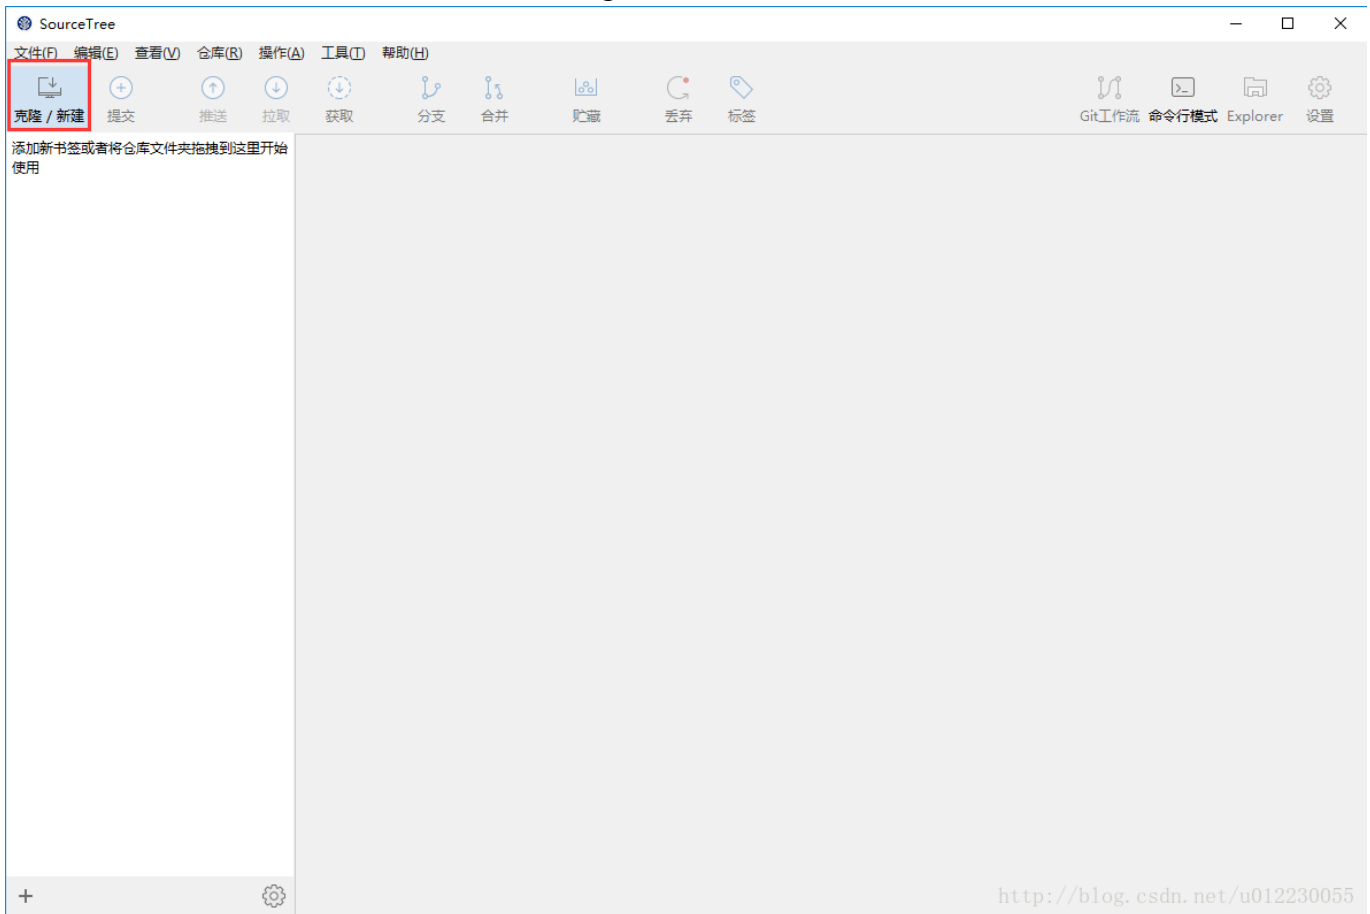 SourceTree
文件(F) 编辑(E) 查看(V) 仓库(R) 操作(A) 工具(T) 帮助(H)
克隆 / 新建 提交 推送 拉取 获取 分支 合并 贮藏 丢弃 标签 Git工作流 命令行模式 Explorer 设置
添加新书签或者将仓库文件夹拖拽到这里开始
使用
http://blog.csdn.net/u012230055